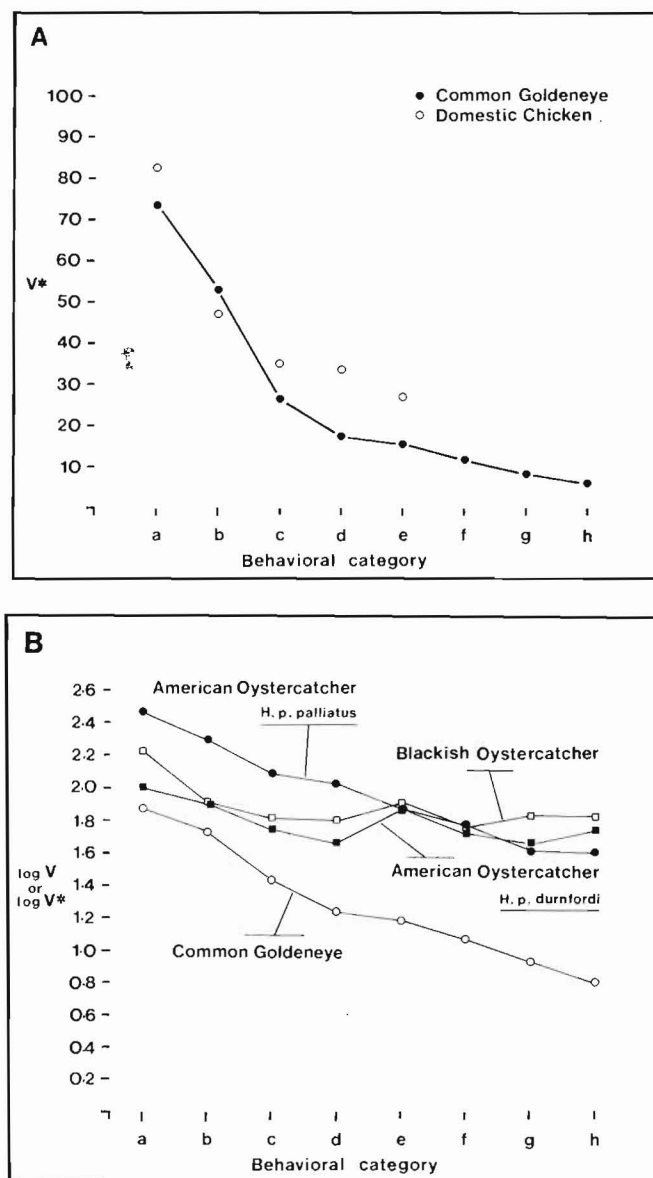 A
100
90
80
70
60
50
40
30
20
10
V*
● Common Goldeneye
○ Domestic Chicken
a b c d e f g h
Behavioral category
B
2·6
2·4
2·2
2·0
1·8
1·6
1·4
1·2
1·0
0·8
0·6
0·4
0·2
log V
or
log V*
American Oystercatcher
H. p. palliatus
Blackish Oystercatcher
American Oystercatcher
H. p. durnfordi
Common Goldeneye
a b c d e f g h
Behavioral category